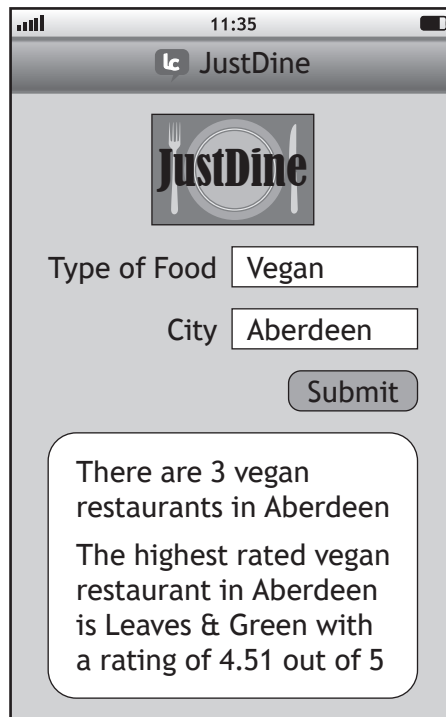 11:35
lc JustDine
JustDine
Type of Food Vegan
City Aberdeen
Submit
There are 3 vegan
restaurants in Aberdeen
The highest rated vegan
restaurant in Aberdeen
is Leaves & Green with
a rating of 4.51 out of 5